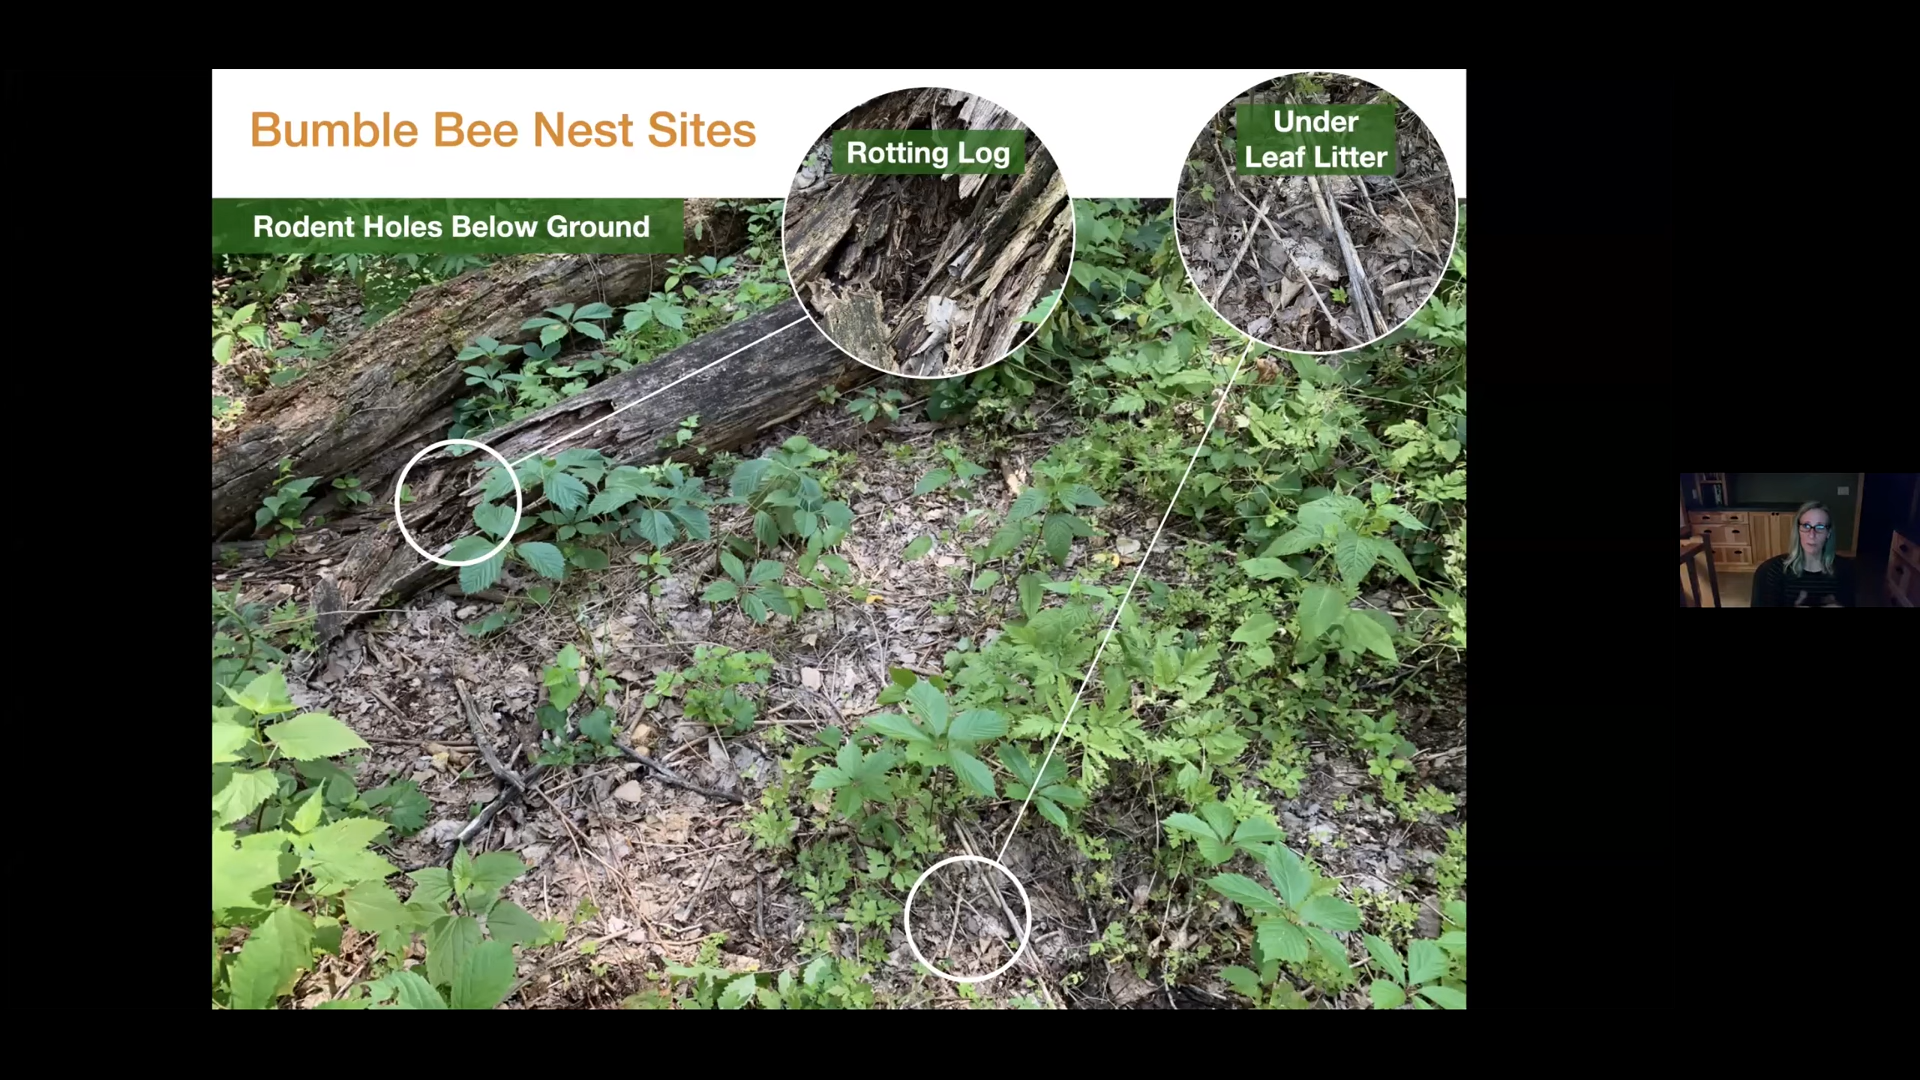 Bumble Bee Nest Sites
Rotting Log
Under
Leaf Litter
Rodent Holes Below Ground